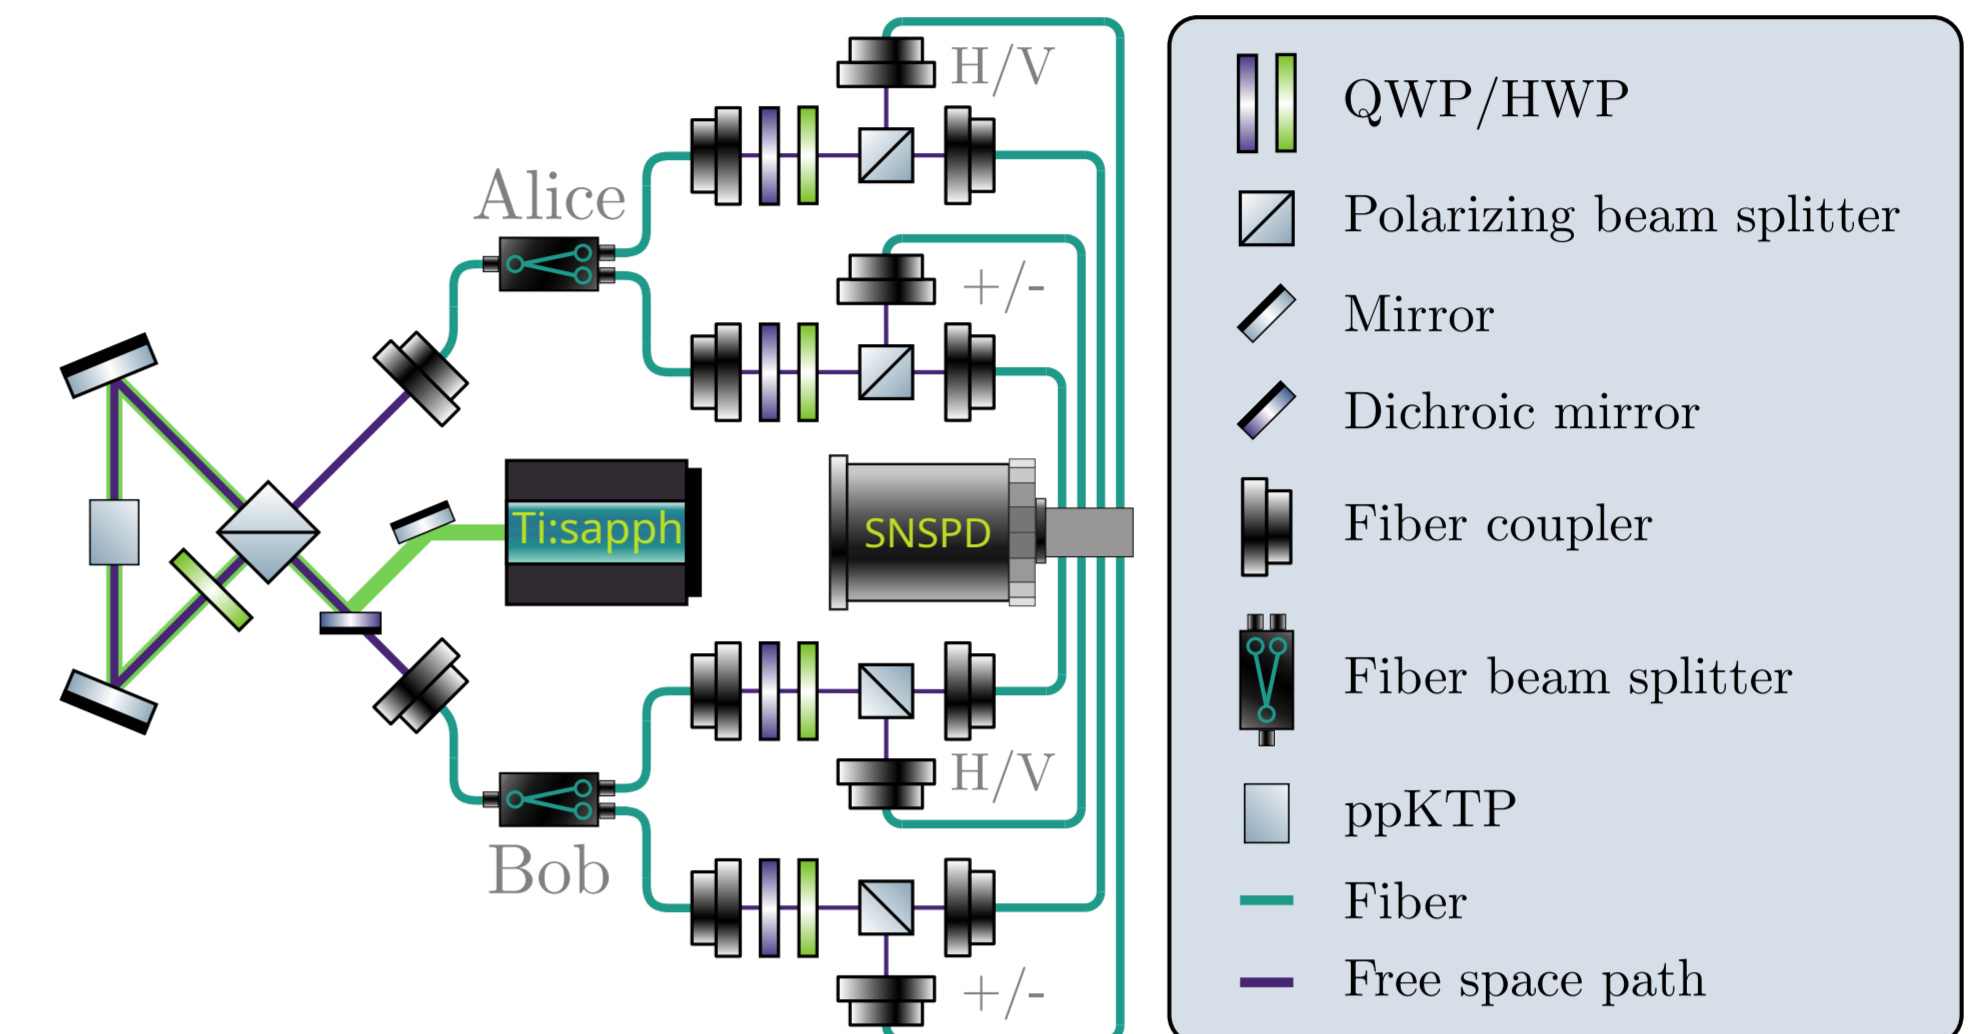 H/V
Alice
+/-
Ti:sapph
SNSPD
H/V
Bob
+/-
QWP/HWP
Polarizing beam splitter
Mirror
Dichroic mirror
Fiber coupler
Fiber beam splitter
ppKTP
Fiber
Free space path